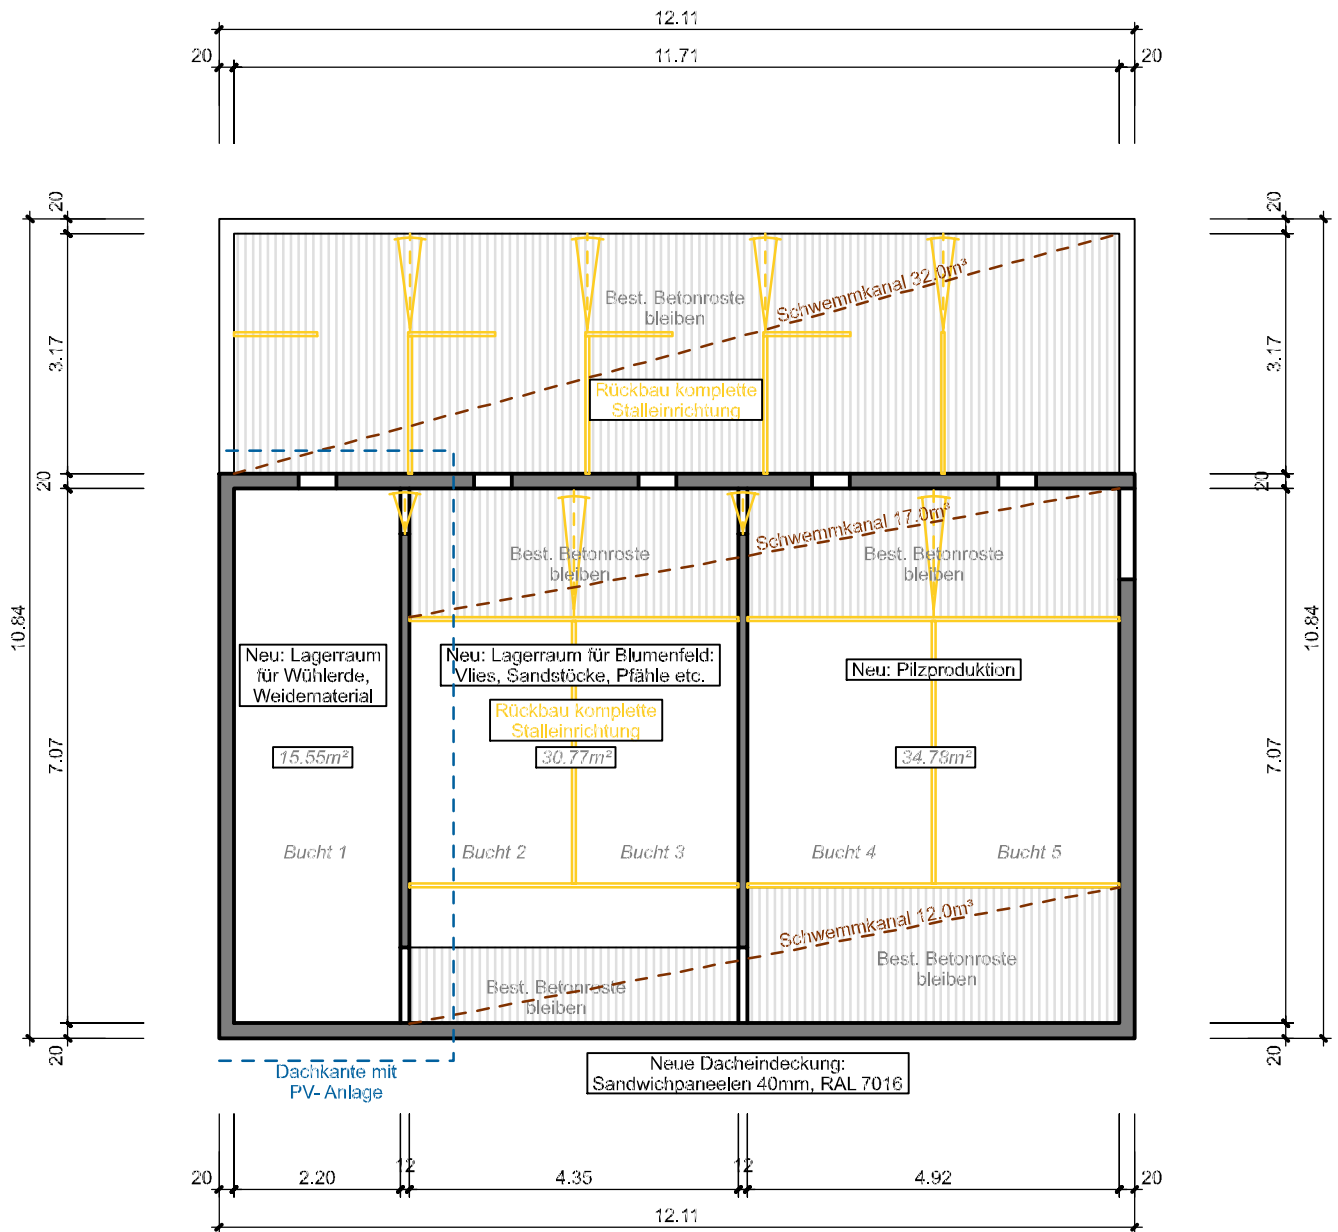 12.11
20
11.71
20
20
20
3.17
3.17
20
20
10.84
10.84
7.07
7.07
20
20
Best. Betonroste
bleiben
Schwemmkanal 32.0m³
Rückbau komplette
Stalleinrichtung
Schwemmkanal 17.0m³
Best. Betonroste
bleiben
Best. Betonroste
bleiben
Neu: Lagerraum
für Wühlerde,
Weidematerial
Neu: Lagerraum für Blumenfeld:
Vlies, Sandstöcke, Pfähle etc.
Neu: Pilzproduktion
Rückbau komplette
Stalleinrichtung
15.55m²
30.77m²
34.78m²
Bucht 1
Bucht 2
Bucht 3
Bucht 4
Bucht 5
Schwemmkanal 12.0m³
Best. Betonroste
bleiben
Best. Betonroste
bleiben
Dachkante mit
PV- Anlage
Neue Dacheindeckung:
Sandwichpaneelen 40mm, RAL 7016
20
2.20
12
4.35
12
4.92
20
12.11